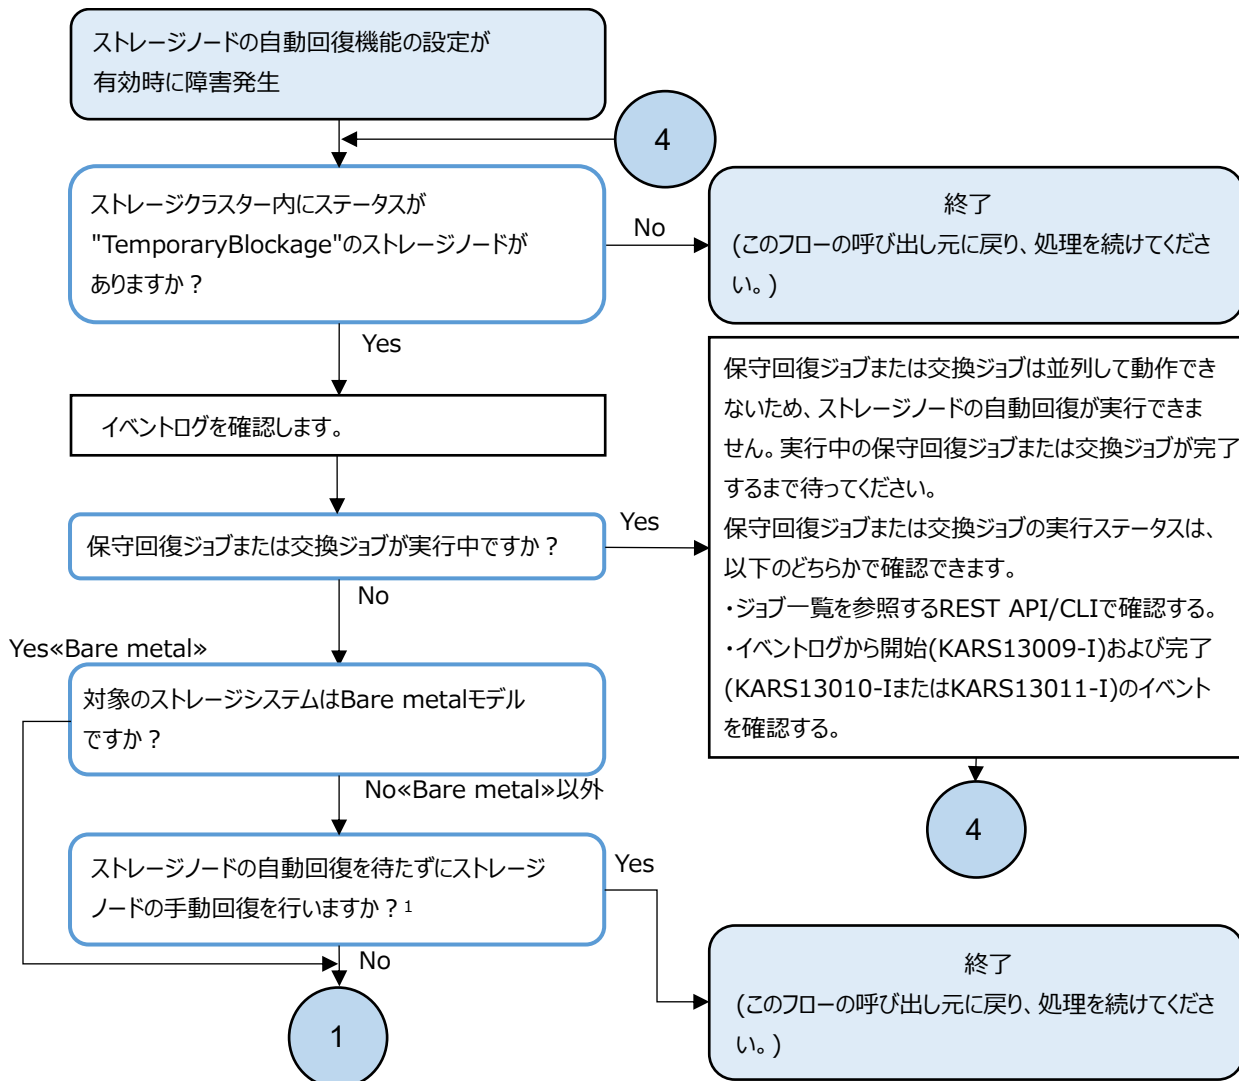 ストレージノードの自動回復機能の設定が
有効時に障害発生
4
ストレージクラスター内にステータスが
"TemporaryBlockage"のストレージノードが
ありますか？
No
終了
(このフローの呼び出し元に戻り、処理を続けてくださ
い。)
Yes
イベントログを確認します。
保守回復ジョブまたは交換ジョブが実行中ですか？
Yes
保守回復ジョブまたは交換ジョブは並列して動作でき
ないため、ストレージノードの自動回復が実行できま
せん。実行中の保守回復ジョブまたは交換ジョブが完了
するまで待ってください。
保守回復ジョブまたは交換ジョブの実行ステータスは、
以下のどちらかで確認できます。
・ジョブ一覧を参照するREST API/CLIで確認する。
・イベントログから開始(KARS13009-I)および完了
(KARS13010-IまたはKARS13011-I)のイベント
を確認する。
4
No
Yes«Bare metal»
対象のストレージシステムはBare metalモデル
ですか？
No«Bare metal»以外
ストレージノードの自動回復を待たずにストレージ
ノードの手動回復を行いますか？1
Yes
終了
(このフローの呼び出し元に戻り、処理を続けてくださ
い。)
No
1